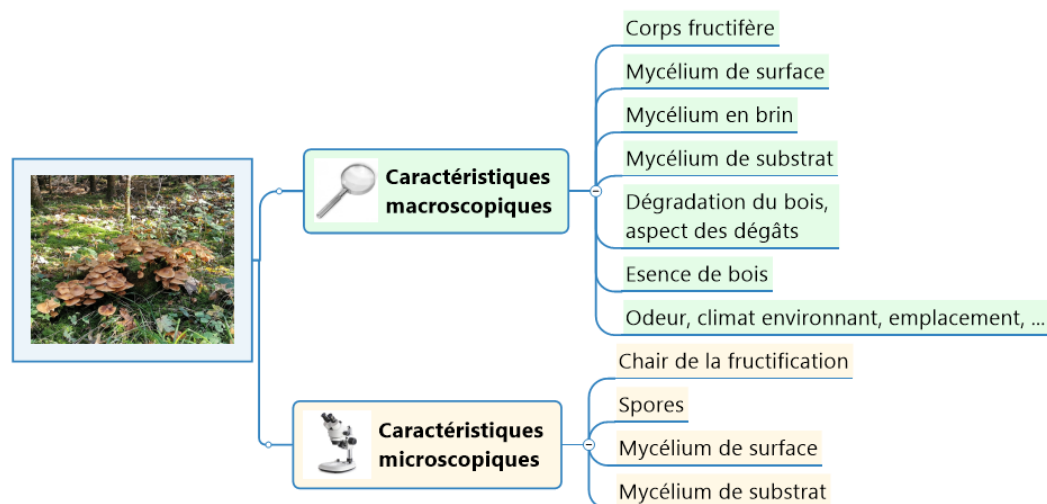 Corps fructifère
Mycélium de surface
Mycélium en brin
Mycélium de substrat
Dégradation du bois,
aspect des dégâts
Esence de bois
Odeur, climat environnant, emplacement, ...
Caractéristiques
macroscopiques
Chair de la fructification
Spores
Mycélium de surface
Mycélium de substrat
Caractéristiques
microscopiques